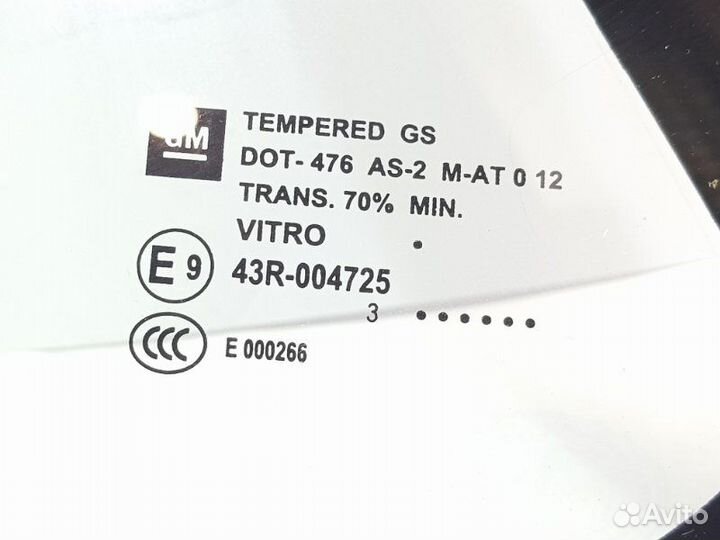 GM
TEMPERED GS
DOT- 476 AS-2 M-AT 0 12
TRANS. 70% MIN.
VITRO
E 9 43R-004725
3
CCC E 000266
Avito